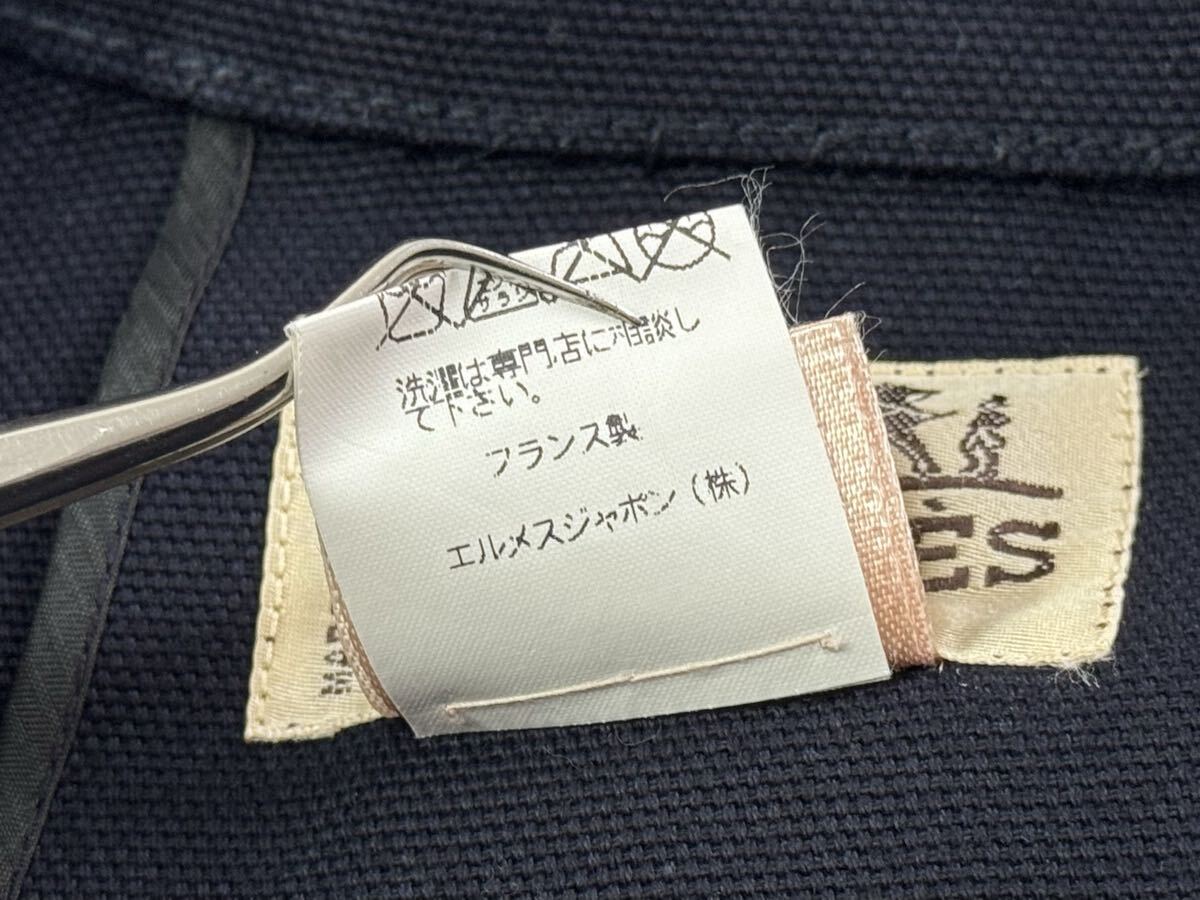 洗濯は専門店に相談し
て下さい。
フランス製
エルメスジャポン(株)
ÈS